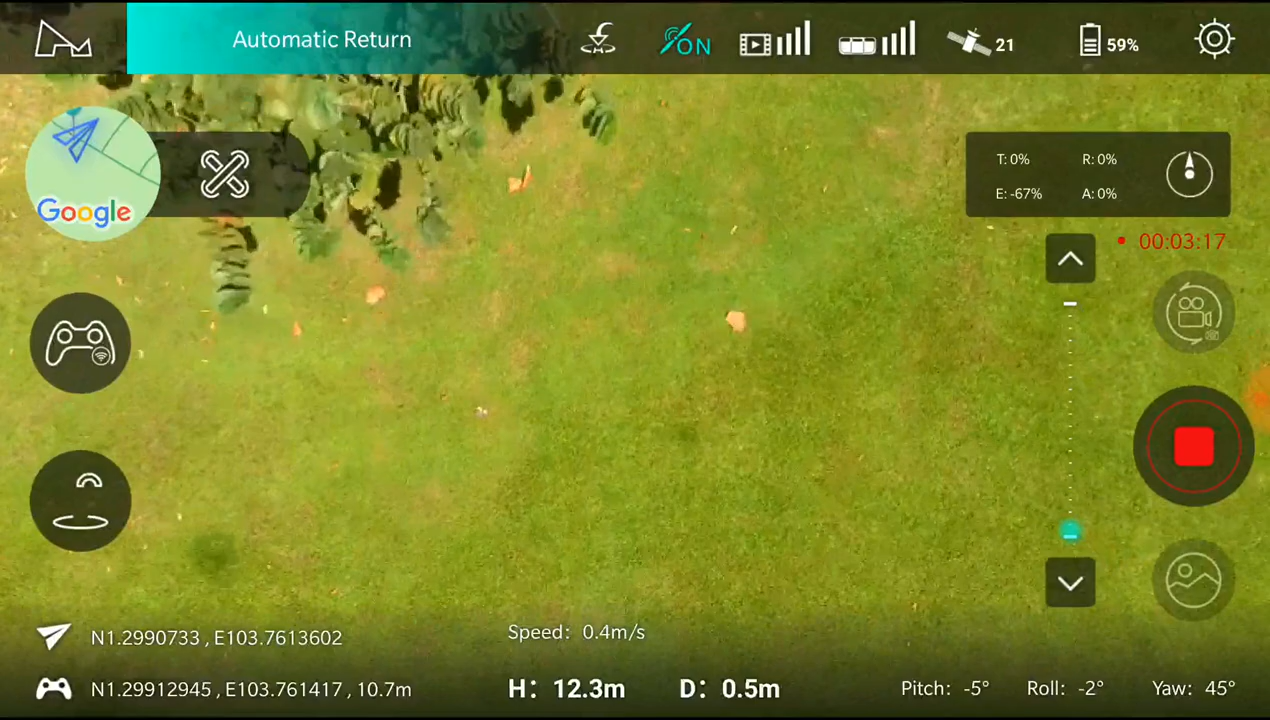 Automatic Return
H
ON
21
59%
Google
T: 0%
R: 0%
E: -67%
A: 0%
00:03:17
N1.2990733 , E103.7613602
Speed: 0.4m/s
N1.29912945 , E103.761417 , 10.7m
H: 12.3m
D: 0.5m
Pitch: -5°
Roll: -2°
Yaw: 45°